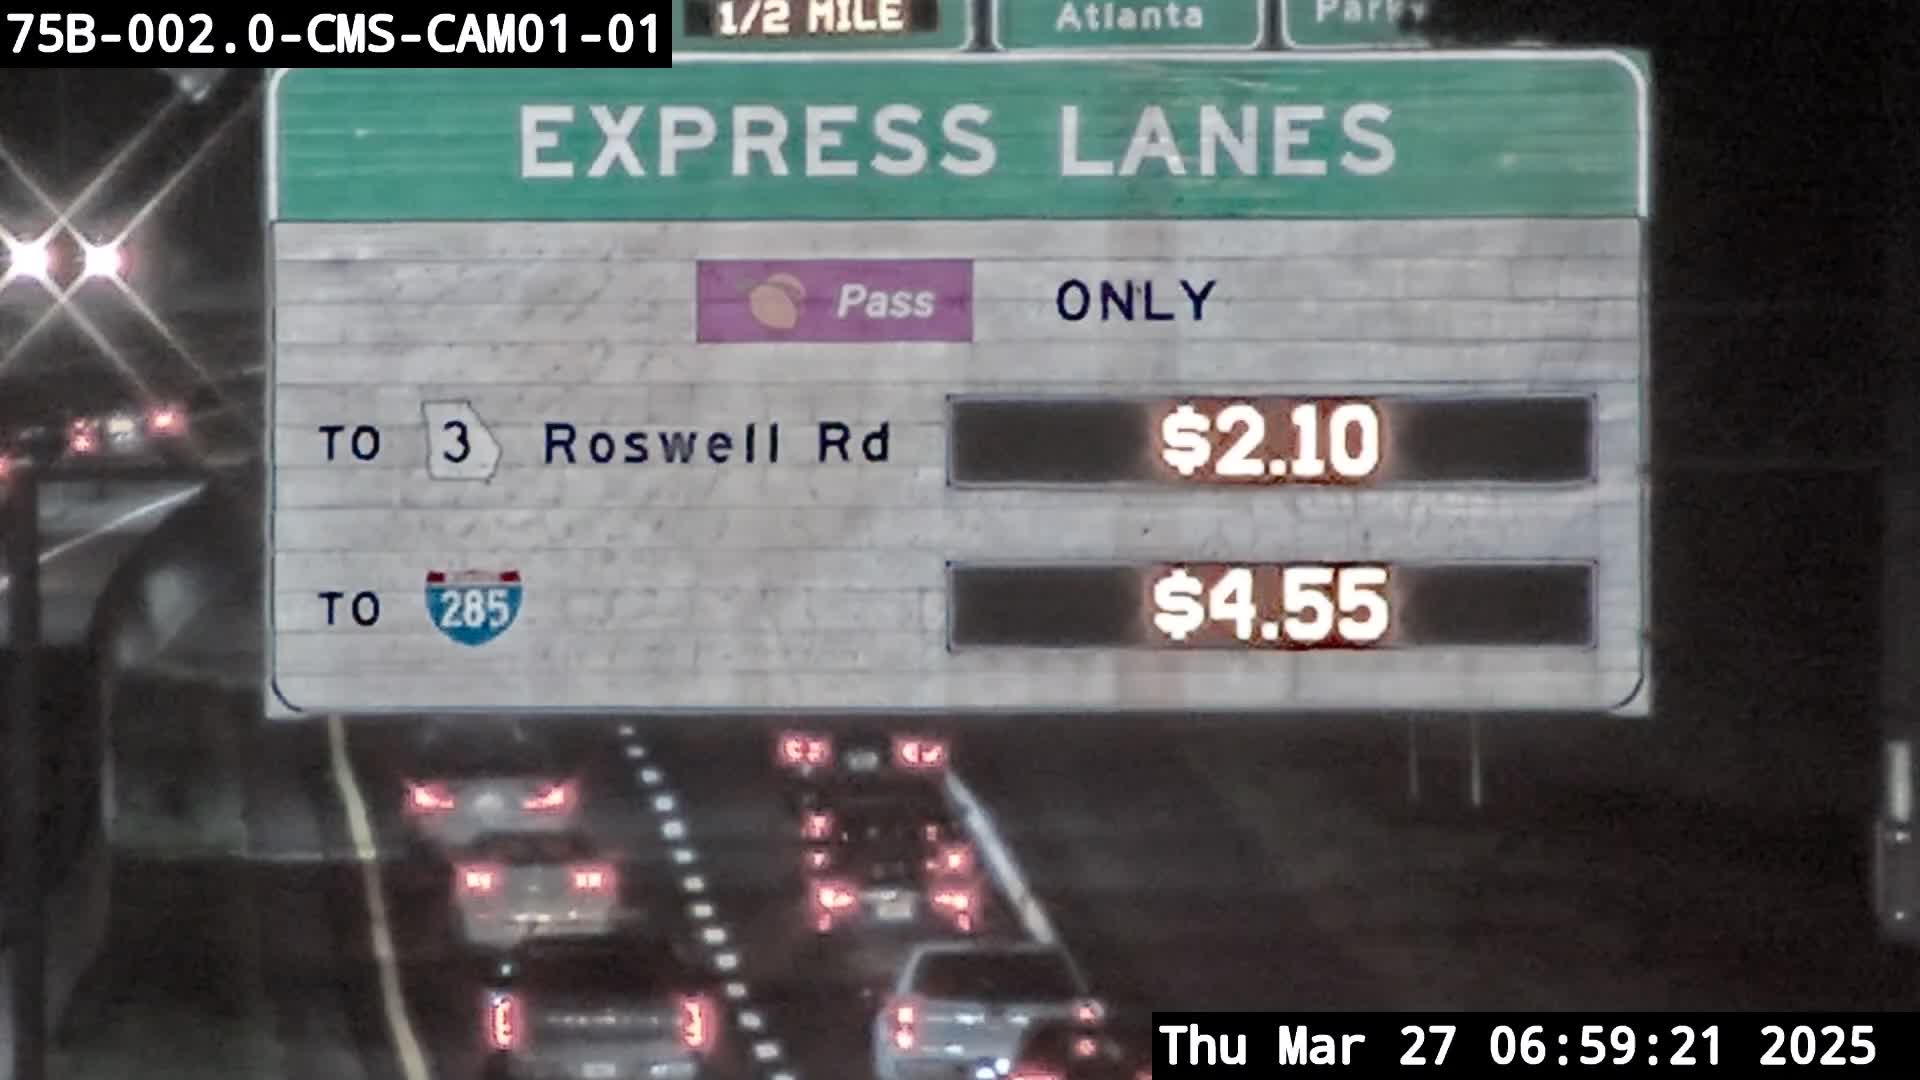 75B-002.0-CMS-CAM01-01
1/2 MILE
Atlanta
EXPRESS LANES
Pass ONLY
TO 3 Roswell Rd $2.10
TO 285 $4.55
Thu Mar 27 06:59:21 2025